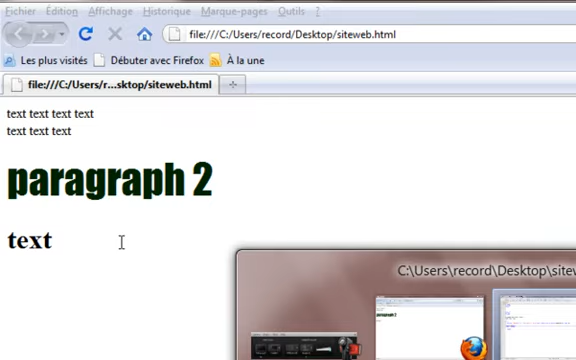 Fichier Édition Affichage Historique Marque-pages Outils ?
file:///C:/Users/record/Desktop/siteweb.html
Les plus visités Débuter avec Firefox À la une
file:///C:/Users/r...sktop/siteweb.html
text text text text
text text text
paragraph 2
text
C:\Users\record\Desktop\sitew
paragraph 2